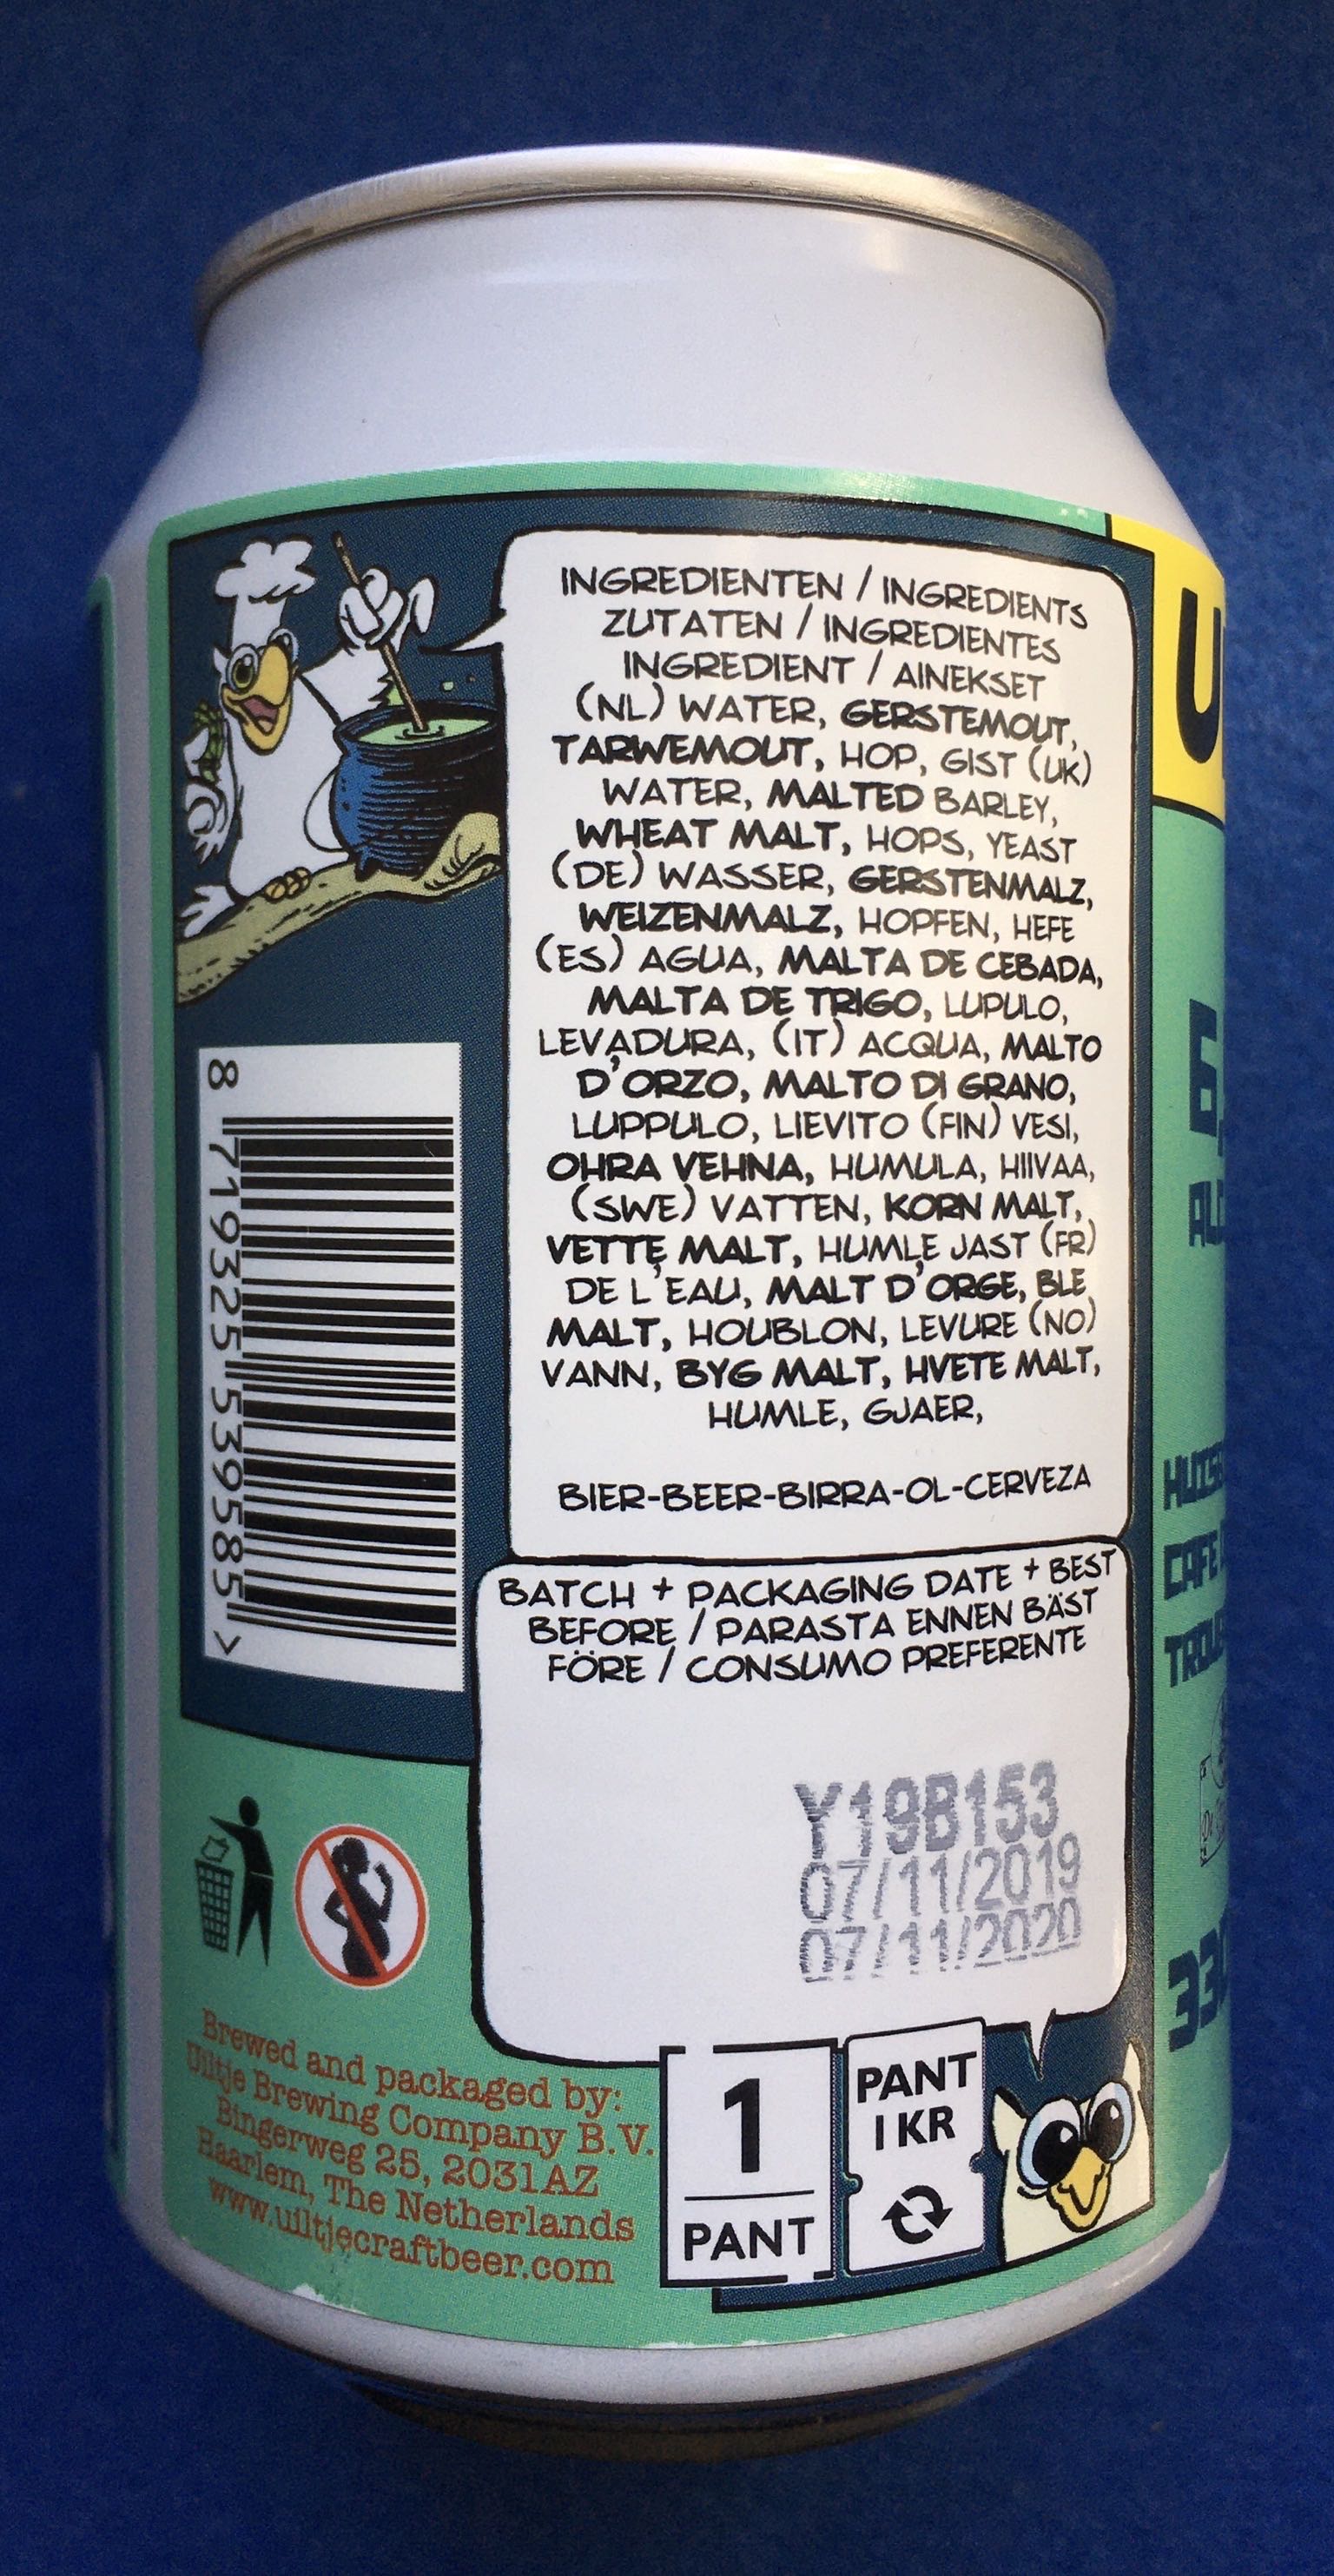 INGREDIENTEN / INGREDIENTS
ZUTATEN / INGREDIENTES
INGREDIENT / AINEKSET
(NL) WATER, GERSTEMOUT,
TARWEMOUT, HOP, GIST (UK)
WATER, MALTED BARLEY,
WHEAT MALT, HOPS, YEAST
(DE) WASSER, GERSTENMALZ,
WEIZENMALZ, HOPFEN, HEFE
(ES) AGUA, MALTA DE CEBADA,
MALTA DE TRIGO, LUPULO,
LEVADURA, (IT) ACQUA, MALTO
D'ORZO, MALTO DI GRANO,
LUPPULO, LIEVITO (FIN) VESI,
OHRA VEHNA, HUMULA, HIIVAA,
(SWE) VATTEN, KORN MALT,
VETTE MALT, HUMLE JAST (FR)
DE L'EAU, MALT D'ORGE, BLE
MALT, HOUBLON, LEVURE (NO)
VANN, BYG MALT, HVETE MALT,
HUMLE, GJAER,
BIER-BEER-BIRRA-OL-CERVEZA
BATCH + PACKAGING DATE + BEST
BEFORE / PARASTA ENNEN BÄST
FÖRE / CONSUMO PREFERENTE
Y19B153
07/11/2019
07/11/2020
8 719325 539585 >
Brewed and packaged by:
Uiltje Brewing Company B.V.
Bingerweg 25, 2031AZ
Haarlem, The Netherlands
www.uiltjecraftbeer.com
1
PANT
PANT
1 KR
U
6
CAFE